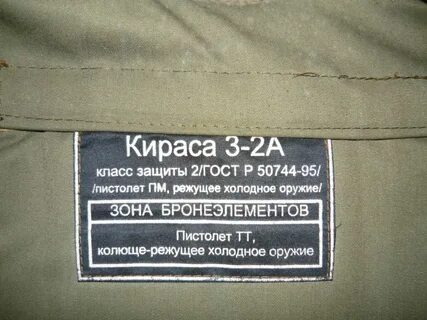 Кираса 3-2А
класс защиты 2/ГОСТ Р 50744-95/
/пистолет ПМ, режущее холодное оружие/
ЗОНА БРОНЕЭЛЕМЕНТОВ
Пистолет ТТ,
колюще-режущее холодное оружие